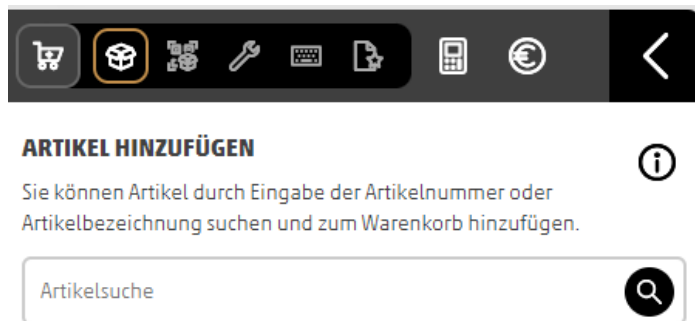 ARTIKEL HINZUFÜGEN
Sie können Artikel durch Eingabe der Artikelnummer oder
Artikelbezeichnung suchen und zum Warenkorb hinzufügen.
Artikelsuche